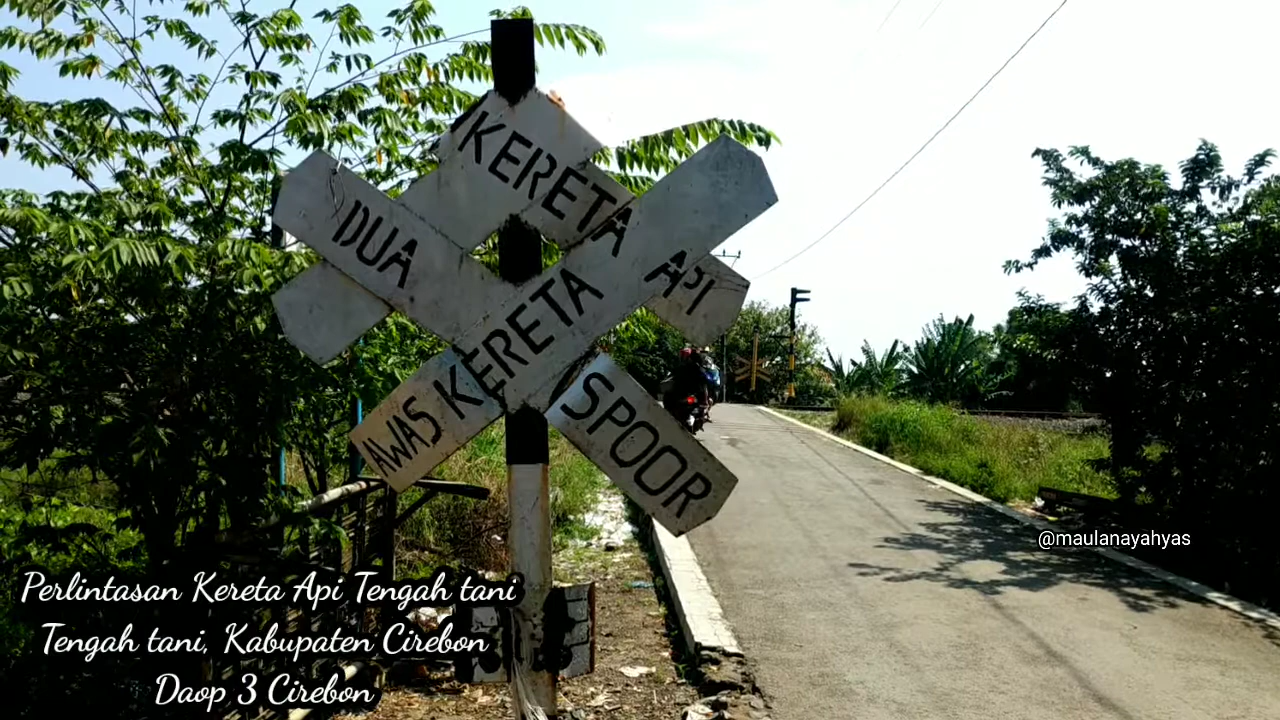 KERETA API
DUA SPOOR
AWAS KERETA
@maulanayahyas
Perlintasan Kereta Api Tengah tani
Tengah tani, Kabupaten Cirebon
Daop 3 Cirebon